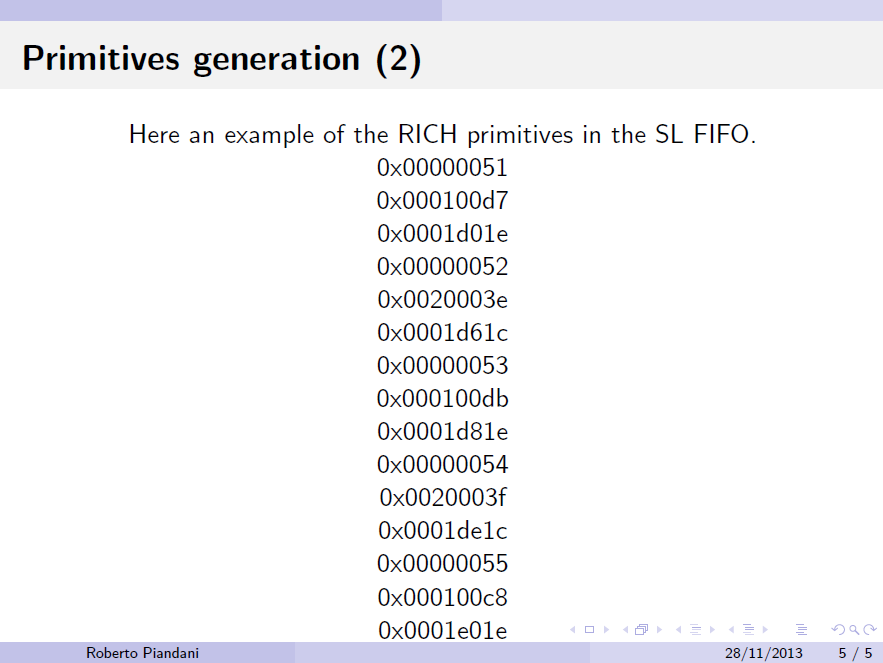 Primitives generation (2)
Here an example of the RICH primitives in the SL FIFO.
0x00000051
0x000100d7
0x0001d01e
0x00000052
0x0020003e
0x0001d61c
0x00000053
0x000100db
0x0001d81e
0x00000054
0x0020003f
0x0001de1c
0x00000055
0x000100c8
0x0001e01e
Roberto Piandani 28/11/2013 5 / 5